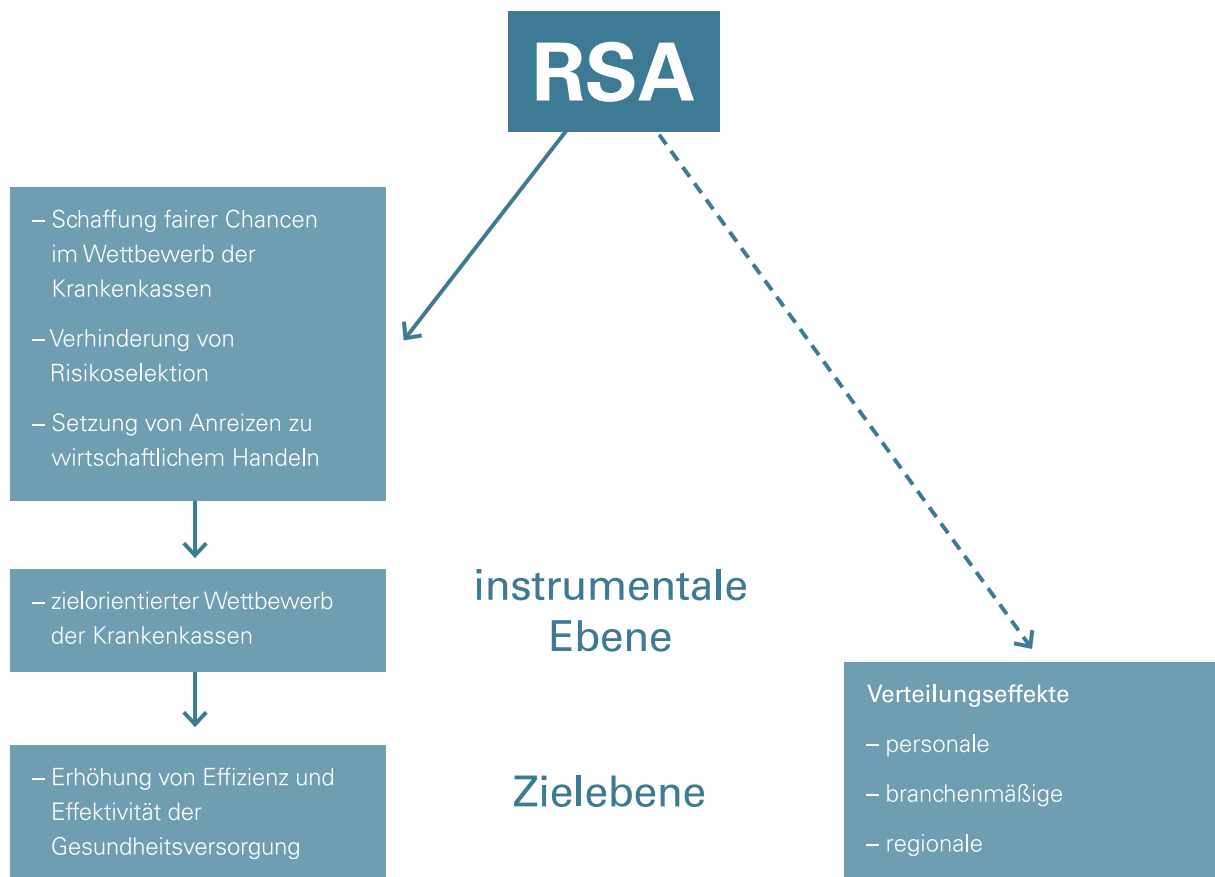 RSA
– Schaffung fairer Chancen
im Wettbewerb der
Krankenkassen
– Verhinderung von
Risikoselektion
– Setzung von Anreizen zu
wirtschaftlichem Handeln
– zielorientierter Wettbewerb
der Krankenkassen
instrumentale
Ebene
– Erhöhung von Effizienz und
Effektivität der
Gesundheitsversorgung
Zielebene
Verteilungseffekte
– personale
– branchenmäßige
– regionale